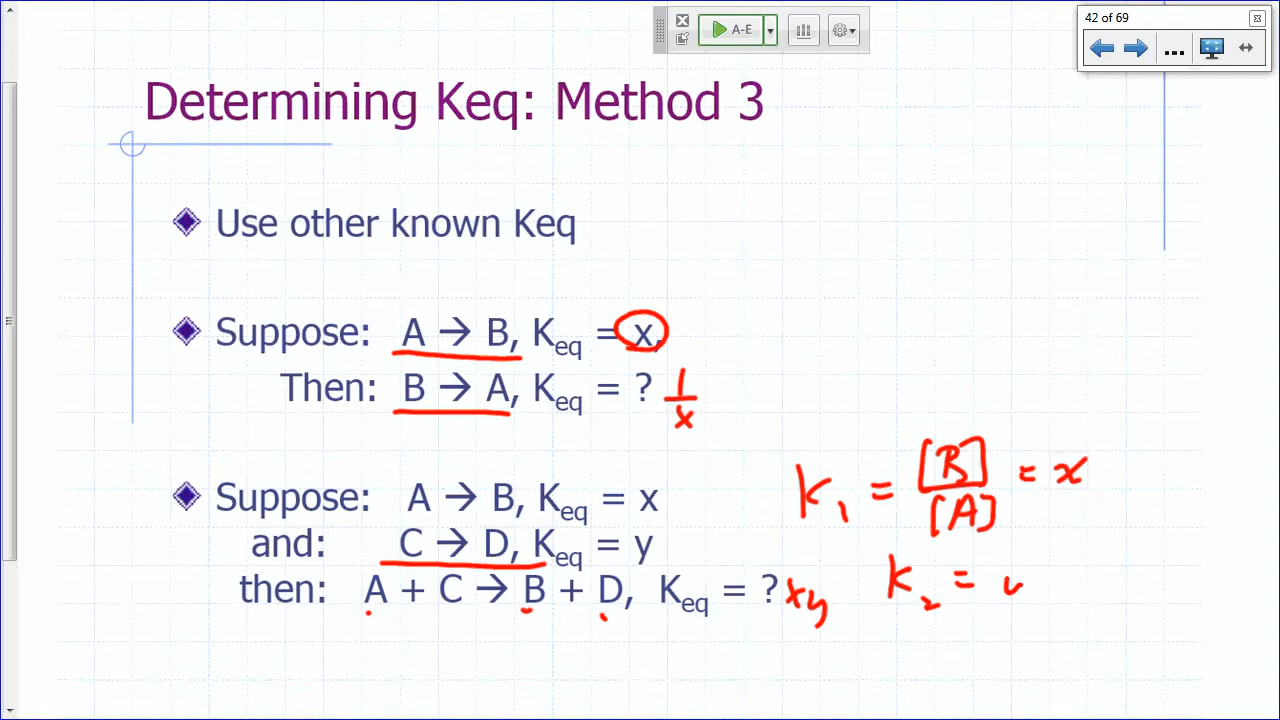 A-E
42 of 69
Determining Keq: Method 3
Use other known Keq
Suppose: A → B, Keq = x,
Then: B → A, Keq = ? 1/x
Suppose: A → B, Keq = x
and: C → D, Keq = y
then: A + C → B + D, Keq = ? xy
K1 = [B]/[A] = x
K2 =